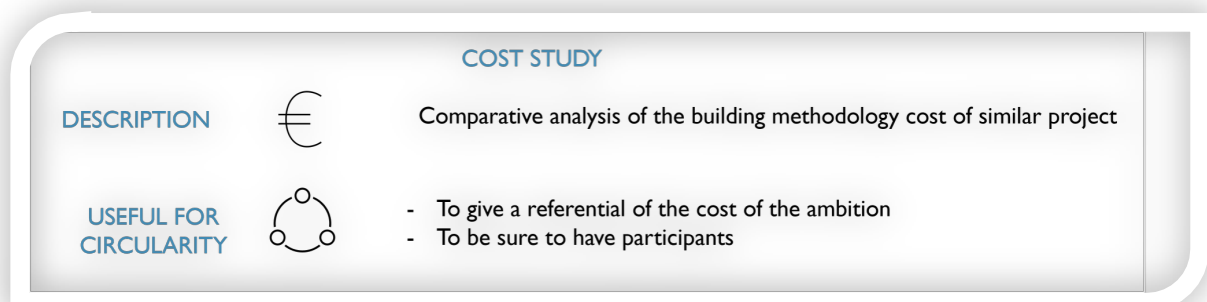 COST STUDY
DESCRIPTION
€
Comparative analysis of the building methodology cost of similar project
USEFUL FOR
CIRCULARITY
- To give a referential of the cost of the ambition
- To be sure to have participants